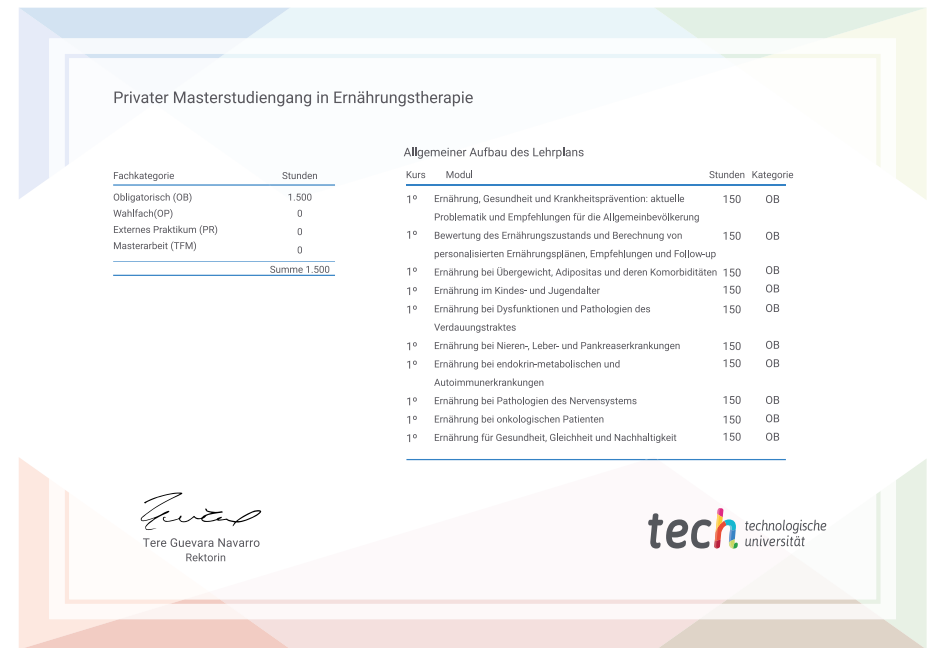 Privater Masterstudiengang in Ernährungstherapie
Fachkategorie Stunden
Obligatorisch (OB) 1.500
Wahlfach(OP) 0
Externes Praktikum (PR) 0
Masterarbeit (TFM) 0
Summe 1.500
Allgemeiner Aufbau des Lehrplans
Kurs Modul Stunden Kategorie
1º Ernährung, Gesundheit und Krankheitsprävention: aktuelle 150 OB
Problematik und Empfehlungen für die Allgemeinbevölkerung
1º Bewertung des Ernährungszustands und Berechnung von 150 OB
personalisierten Ernährungsplänen, Empfehlungen und Follow-up
1º Ernährung bei Übergewicht, Adipositas und deren Komorbiditäten 150 OB
1º Ernährung im Kindes- und Jugendalter 150 OB
1º Ernährung bei Dysfunktionen und Pathologien des 150 OB
Verdauungstraktes
1º Ernährung bei Nieren-, Leber- und Pankreaserkrankungen 150 OB
1º Ernährung bei endokrin-metabolischen und 150 OB
Autoimmunerkrankungen
1º Ernährung bei Pathologien des Nervensystems 150 OB
1º Ernährung bei onkologischen Patienten 150 OB
1º Ernährung für Gesundheit, Gleichheit und Nachhaltigkeit 150 OB
Tere Guevara Navarro
Rektorin
tech technologische
universität